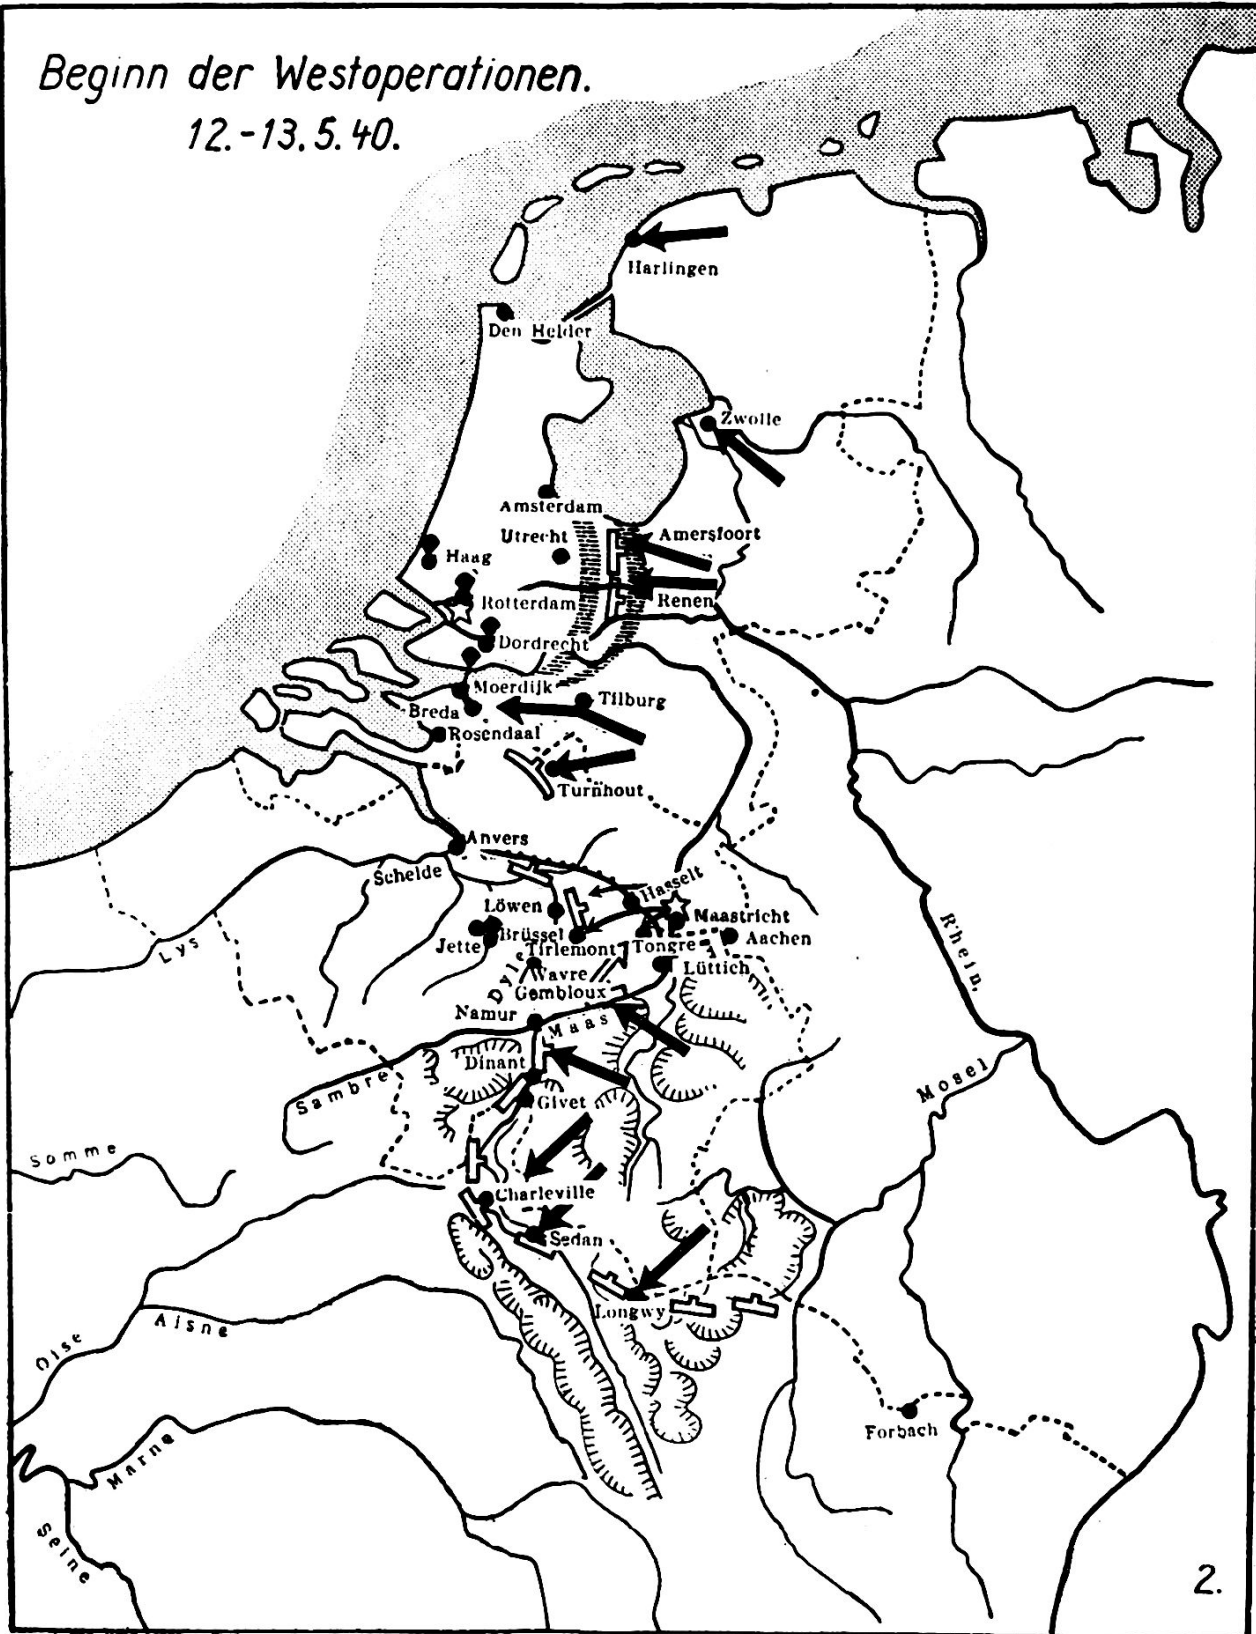 Beginn der Westoperationen.
12.-13.5.40.
Harlingen
Den Helder
Zwolle
Amsterdam
Utrecht
Amersfoort
Haag
Rotterdam
Renen
Dordrecht
Moerdijk
Tilburg
Breda
Rosendaal
Turnhout
Anvers
Schelde
Hasselt
Löwen
Maastricht
Jette
Brüssel
Tirlemont
Tongre
Aachen
Lys
Dyle
Wavre
Lüttich
Rhein.
Gembloux
Namur
Maas
Dinant
Sambre
Givet
Mosel
Somme
Charleville
Sedan
Longwy
Aisne
Oise
Forbach
Marne
Seine
2.